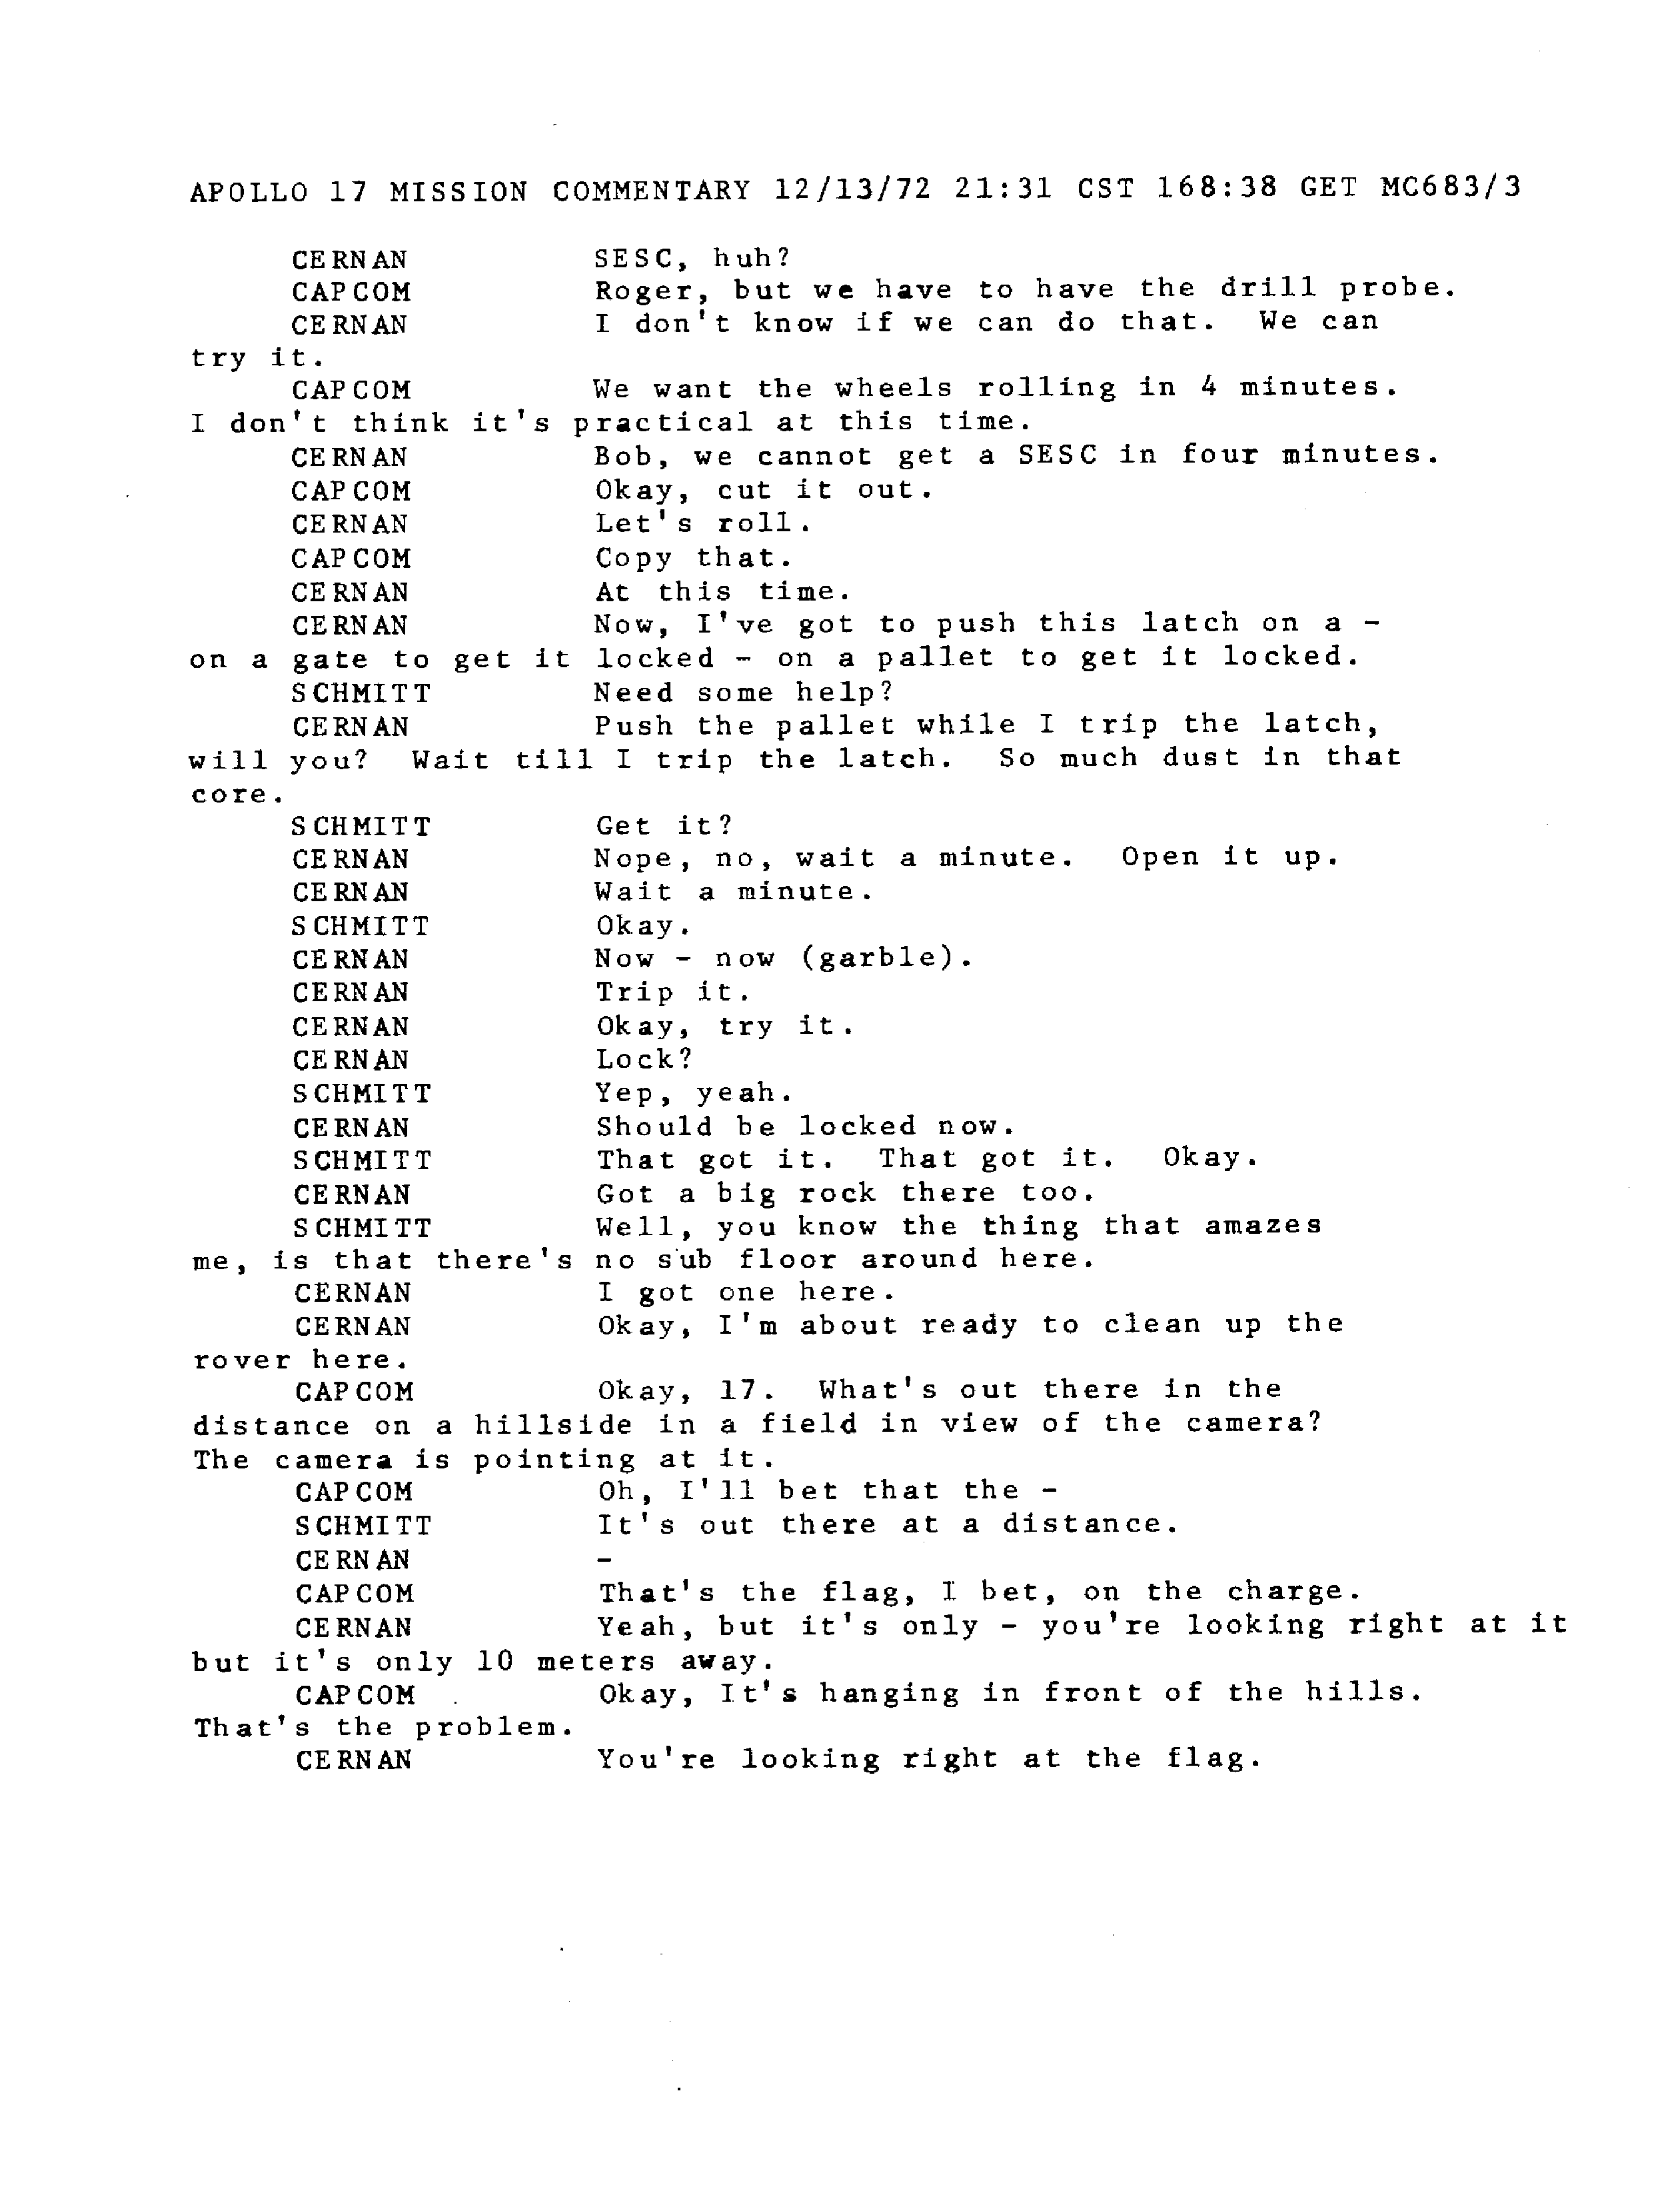 APOLLO 17 MISSION COMMENTARY 12/13/72 21:31 CST 168:38 GET MC683/3
CERNAN SESC, huh?
CAPCOM Roger, but we have to have the drill probe.
CERNAN I don't know if we can do that. We can
try it.
CAPCOM We want the wheels rolling in 4 minutes.
I don't think it's practical at this time.
CERNAN Bob, we cannot get a SESC in four minutes.
CAPCOM Okay, cut it out.
CERNAN Let's roll.
CAPCOM Copy that.
CERNAN At this time.
CERNAN Now, I've got to push this latch on a -
on a gate to get it locked - on a pallet to get it locked.
SCHMITT Need some help?
CERNAN Push the pallet while I trip the latch,
will you? Wait till I trip the latch. So much dust in that
core.
SCHMITT Get it?
CERNAN Nope, no, wait a minute. Open it up.
CERNAN Wait a minute.
SCHMITT Okay.
CERNAN Now - now (garble).
CERNAN Trip it.
CERNAN Okay, try it.
CERNAN Lock?
SCHMITT Yep, yeah.
CERNAN Should be locked now.
SCHMITT That got it. That got it. Okay.
CERNAN Got a big rock there too.
SCHMITT Well, you know the thing that amazes
me, is that there's no sub floor around here.
CERNAN I got one here.
CERNAN Okay, I'm about ready to clean up the
rover here.
CAPCOM Okay, 17. What's out there in the
distance on a hillside in a field in view of the camera?
The camera is pointing at it.
CAPCOM Oh, I'll bet that the -
SCHMITT It's out there at a distance.
CERNAN -
CAPCOM That's the flag, I bet, on the charge.
CERNAN Yeah, but it's only - you're looking right at it
but it's only 10 meters away.
CAPCOM Okay, It's hanging in front of the hills.
That's the problem.
CERNAN You're looking right at the flag.